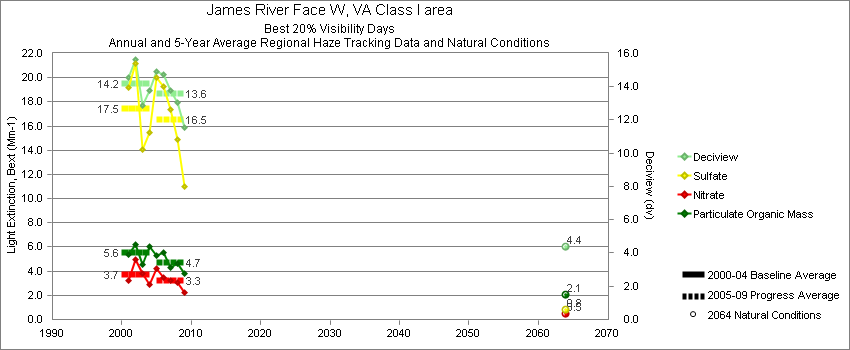 James River Face W, VA Class I area
Best 20% Visibility Days
Annual and 5-Year Average Regional Haze Tracking Data and Natural Conditions
Light Extinction, Bext (Mm-1)
22.0
20.0
18.0
16.0
14.0
12.0
10.0
8.0
6.0
4.0
2.0
0.0
14.2
13.6
17.5
16.5
5.6
4.7
3.7
3.3
4.4
2.1
0.8
0.5
16.0
14.0
12.0
10.0
8.0
6.0
4.0
2.0
0.0
Deciview (dv)
1990 2000 2010 2020 2030 2040 2050 2060 2070
Deciview
Sulfate
Nitrate
Particulate Organic Mass
2000-04 Baseline Average
2005-09 Progress Average
2064 Natural Conditions